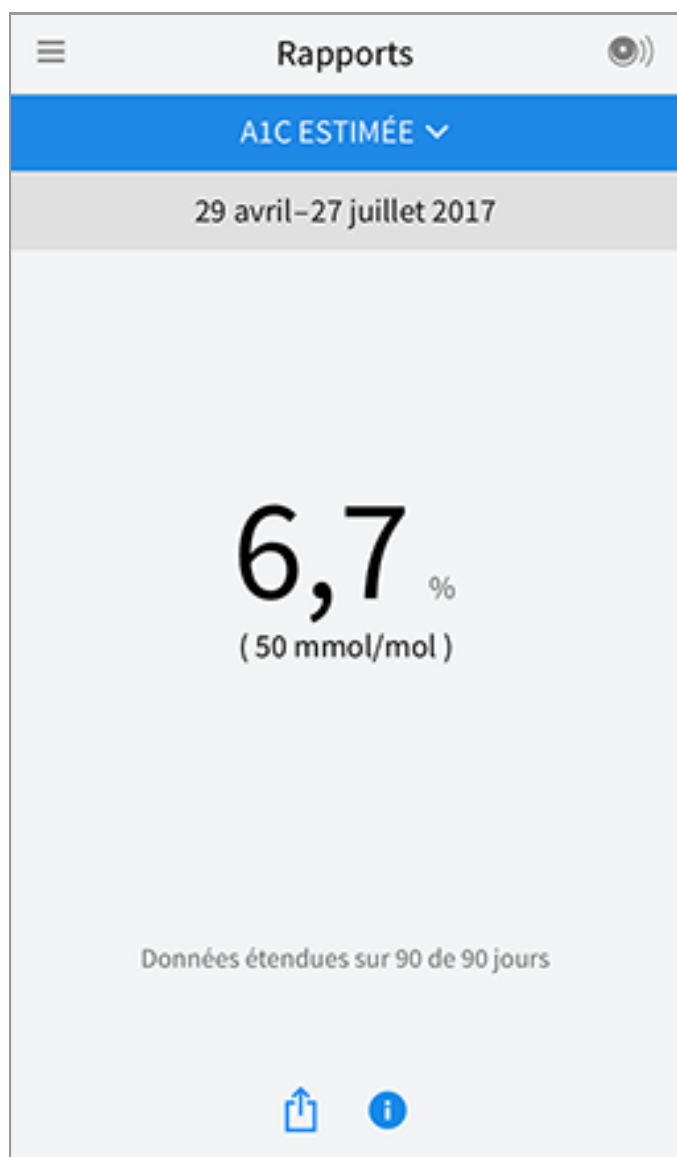 Rapports
A1C ESTIMÉE
29 avril–27 juillet 2017
6,7 %
( 50 mmol/mol )
Données étendues sur 90 de 90 jours